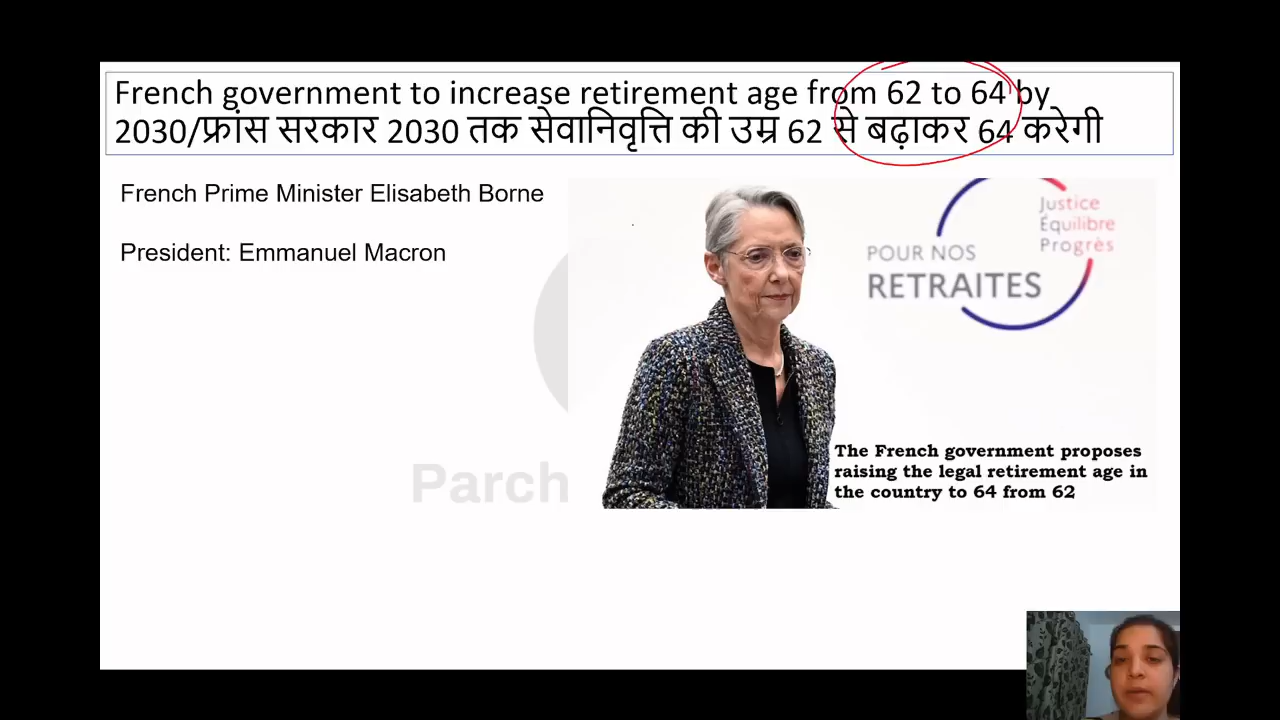 French government to increase retirement age from 62 to 64 by
2030/फ्रांस सरकार 2030 तक सेवानिवृत्ति की उम्र 62 से बढ़ाकर 64 करेगी
French Prime Minister Elisabeth Borne
President: Emmanuel Macron
Justice
Équilibre
Progrès
POUR NOS
RETRAITES
The French government proposes
raising the legal retirement age in
the country to 64 from 62
Parch